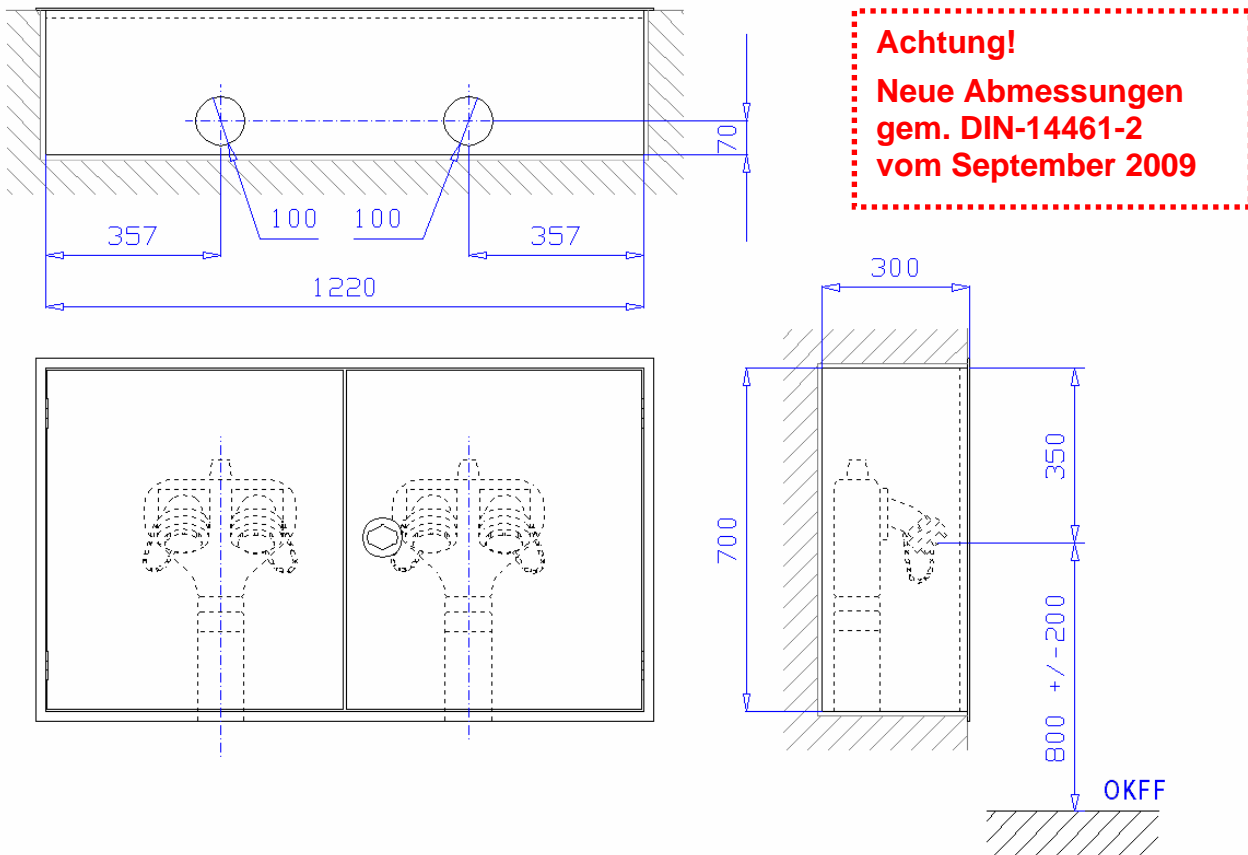 Achtung!
Neue Abmessungen
gem. DIN-14461-2
vom September 2009
70
100
100
357
357
1220
300
350
700
800 +/-200
OKFF